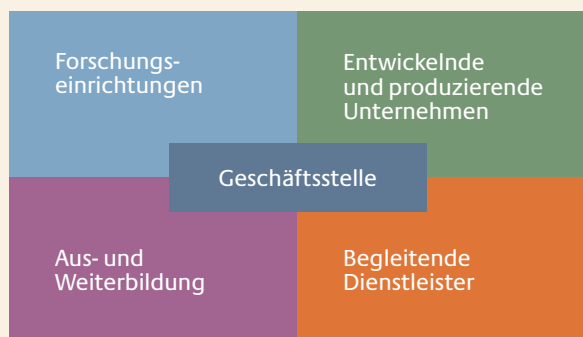 Forschungs-
einrichtungen
Entwickelnde
und produzierende
Unternehmen
Geschäftsstelle
Aus- und
Weiterbildung
Begleitende
Dienstleister